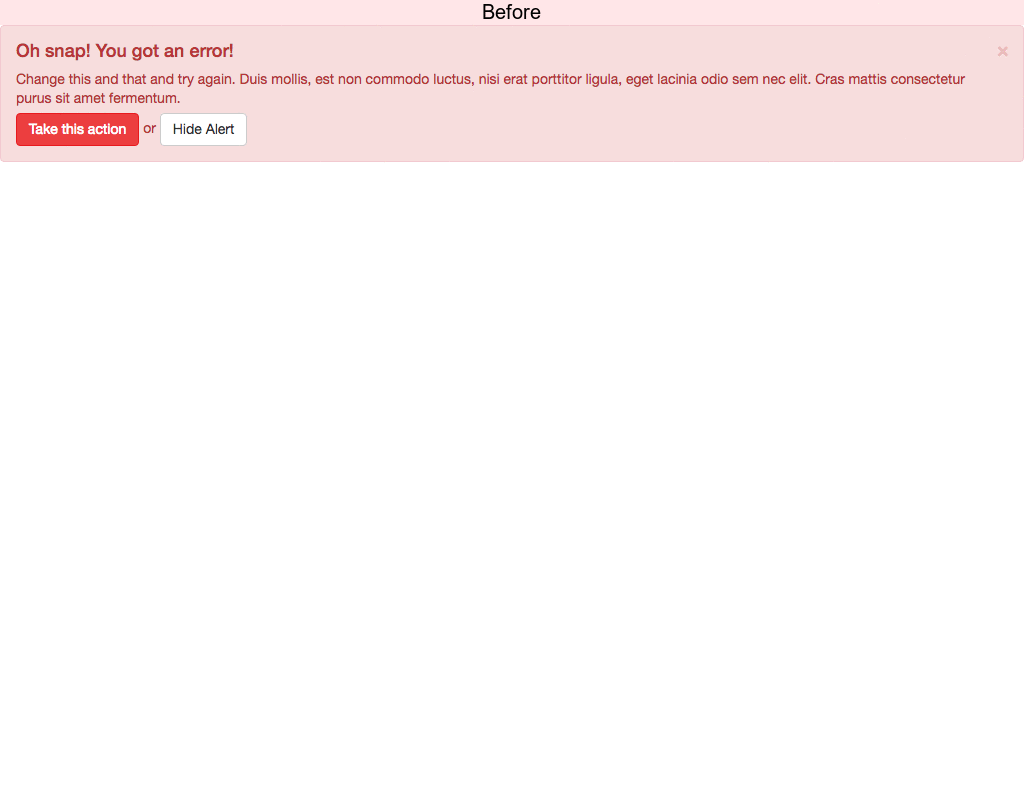 Before
Oh snap! You got an error!
×
Change this and that and try again. Duis mollis, est non commodo luctus, nisi erat porttitor ligula, eget lacinia odio sem nec elit. Cras mattis consectetur
purus sit amet fermentum.
Take this action or Hide Alert